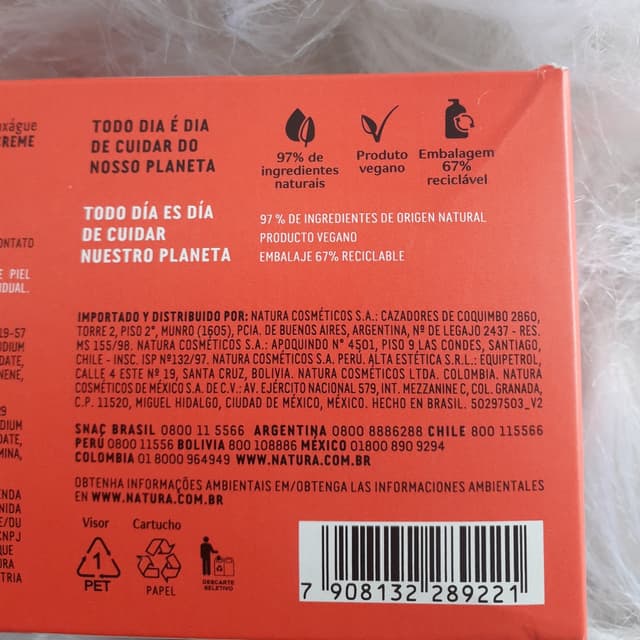 TODO DIA É DIA
DE CUIDAR DO
NOSSO PLANETA
97% de
ingredientes
naturais
Produto
vegano
Embalagem
67%
reciclável
CREME
TODO DÍA ES DÍA
DE CUIDAR
NUESTRO PLANETA
97 % DE INGREDIENTES DE ORIGEN NATURAL
PRODUCTO VEGANO
EMBALAJE 67% RECICLABLE
PIEL
IMPORTADO Y DISTRIBUIDO POR: NATURA COSMÉTICOS S.A.: CAZADORES DE COQUIMBO 2860,
TORRE 2, PISO 2°, MUNRO (1605), PCIA. DE BUENOS AIRES, ARGENTINA, Nº DE LEGAJO 2437 - RES.
MS 155/98. NATURA COSMÉTICOS S.A.: APOQUINDO N° 4501, PISO 9 LAS CONDES, SANTIAGO,
CHILE - INSC. ISP Nº132/97. NATURA COSMÉTICOS S.A. PERÚ. ALTA ESTÉTICA S.R.L.: EQUIPETROL,
CALLE 4 ESTE Nº 19, SANTA CRUZ, BOLIVIA. NATURA COSMÉTICOS LTDA. COLOMBIA. NATURA
COSMÉTICOS DE MÉXICO S.A. DE C.V.: AV. EJÉRCITO NACIONAL 579, INT. MEZZANINE C, COL. GRANADA,
C.P. 11520, MIGUEL HIDALGO, CIUDAD DE MÉXICO, MÉXICO. HECHO EN BRASIL. 50297503_V2
SNAC BRASIL 0800 11 5566 ARGENTINA 0800 8886288 CHILE 800 115566
PERÚ 0800 11556 BOLIVIA 800 108886 MÉXICO 01800 890 9294
COLOMBIA 01 8000 964949 WWW.NATURA.COM.BR
OBTENHA INFORMAÇÕES AMBIENTAIS EM/OBTENGA LAS INFORMACIONES AMBIENTALES
EN WWW.NATURA.COM.BR
Visor
Cartucho
1
PET
PAPEL
DESCARTE
SELETIVO
7 908132 289221